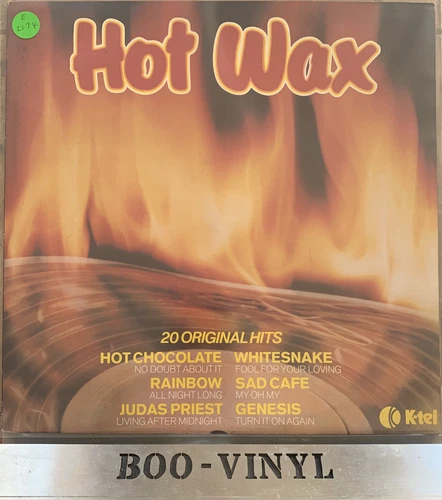 Hot Wax
20 ORIGINAL HITS
HOT CHOCOLATE WHITESNAKE
NO DOUBT ABOUT IT FOOL FOR YOUR LOVING
RAINBOW SAD CAFE
ALL NIGHT LONG MY OH MY
JUDAS PRIEST GENESIS
LIVING AFTER MIDNIGHT TURN IT ON AGAIN
K-tel
BOO-VINYL